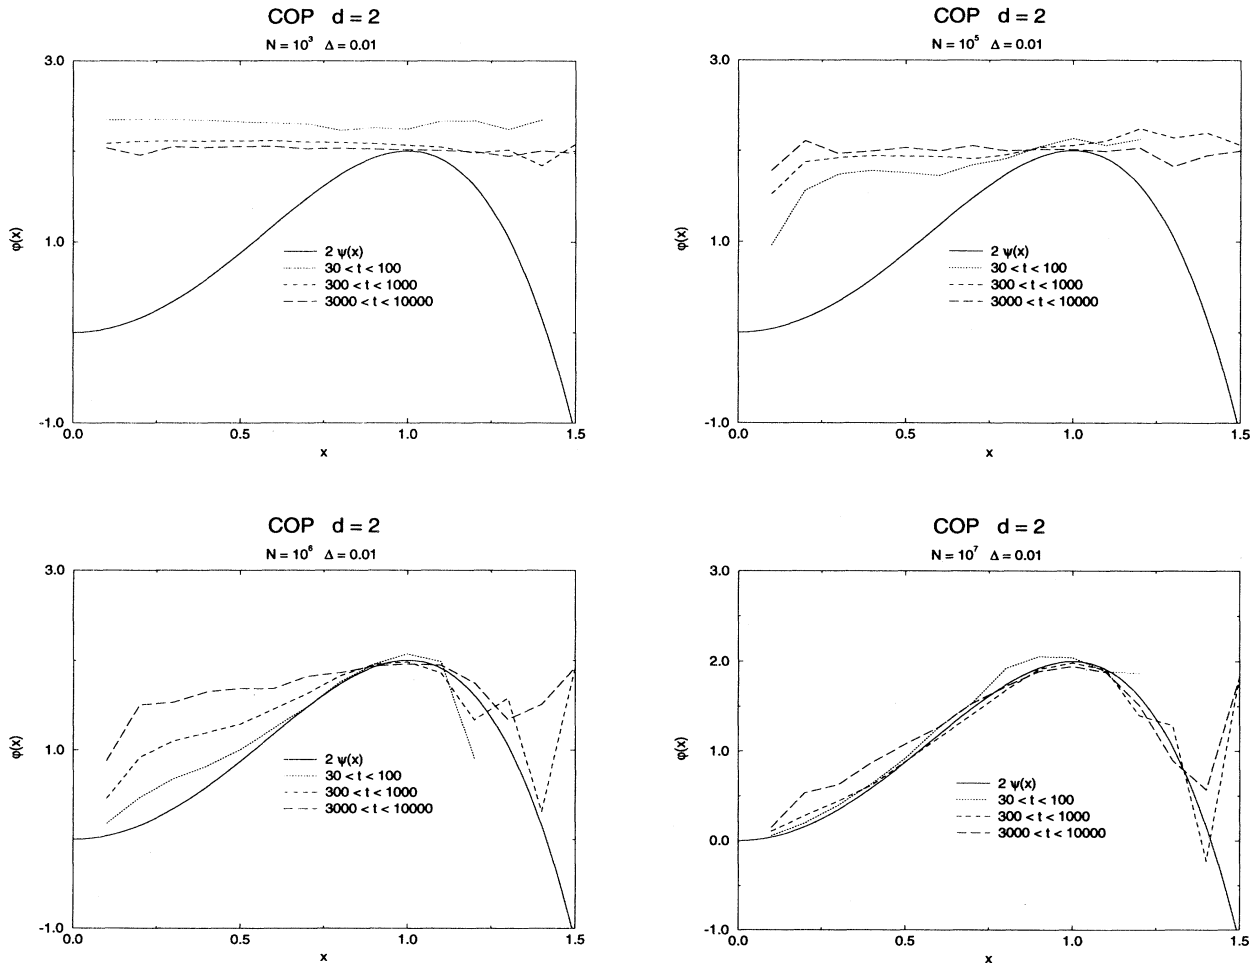 COP d = 2
N = 10³ Δ = 0.01
3.0
1.0
-1.0
φ(x)
2 ψ(x)
30 < t < 100
300 < t < 1000
3000 < t < 10000
0.0 0.5 1.0 1.5
x
COP d = 2
N = 10⁵ Δ = 0.01
3.0
1.0
-1.0
φ(x)
2 ψ(x)
30 < t < 100
300 < t < 1000
3000 < t < 10000
0.0 0.5 1.0 1.5
x
COP d = 2
N = 10⁶ Δ = 0.01
3.0
1.0
-1.0
φ(x)
2 ψ(x)
30 < t < 100
300 < t < 1000
3000 < t < 10000
0.0 0.5 1.0 1.5
x
COP d = 2
N = 10⁷ Δ = 0.01
3.0
2.0
1.0
0.0
-1.0
φ(x)
2 ψ(x)
30 < t < 100
300 < t < 1000
3000 < t < 10000
0.0 0.5 1.0 1.5
x